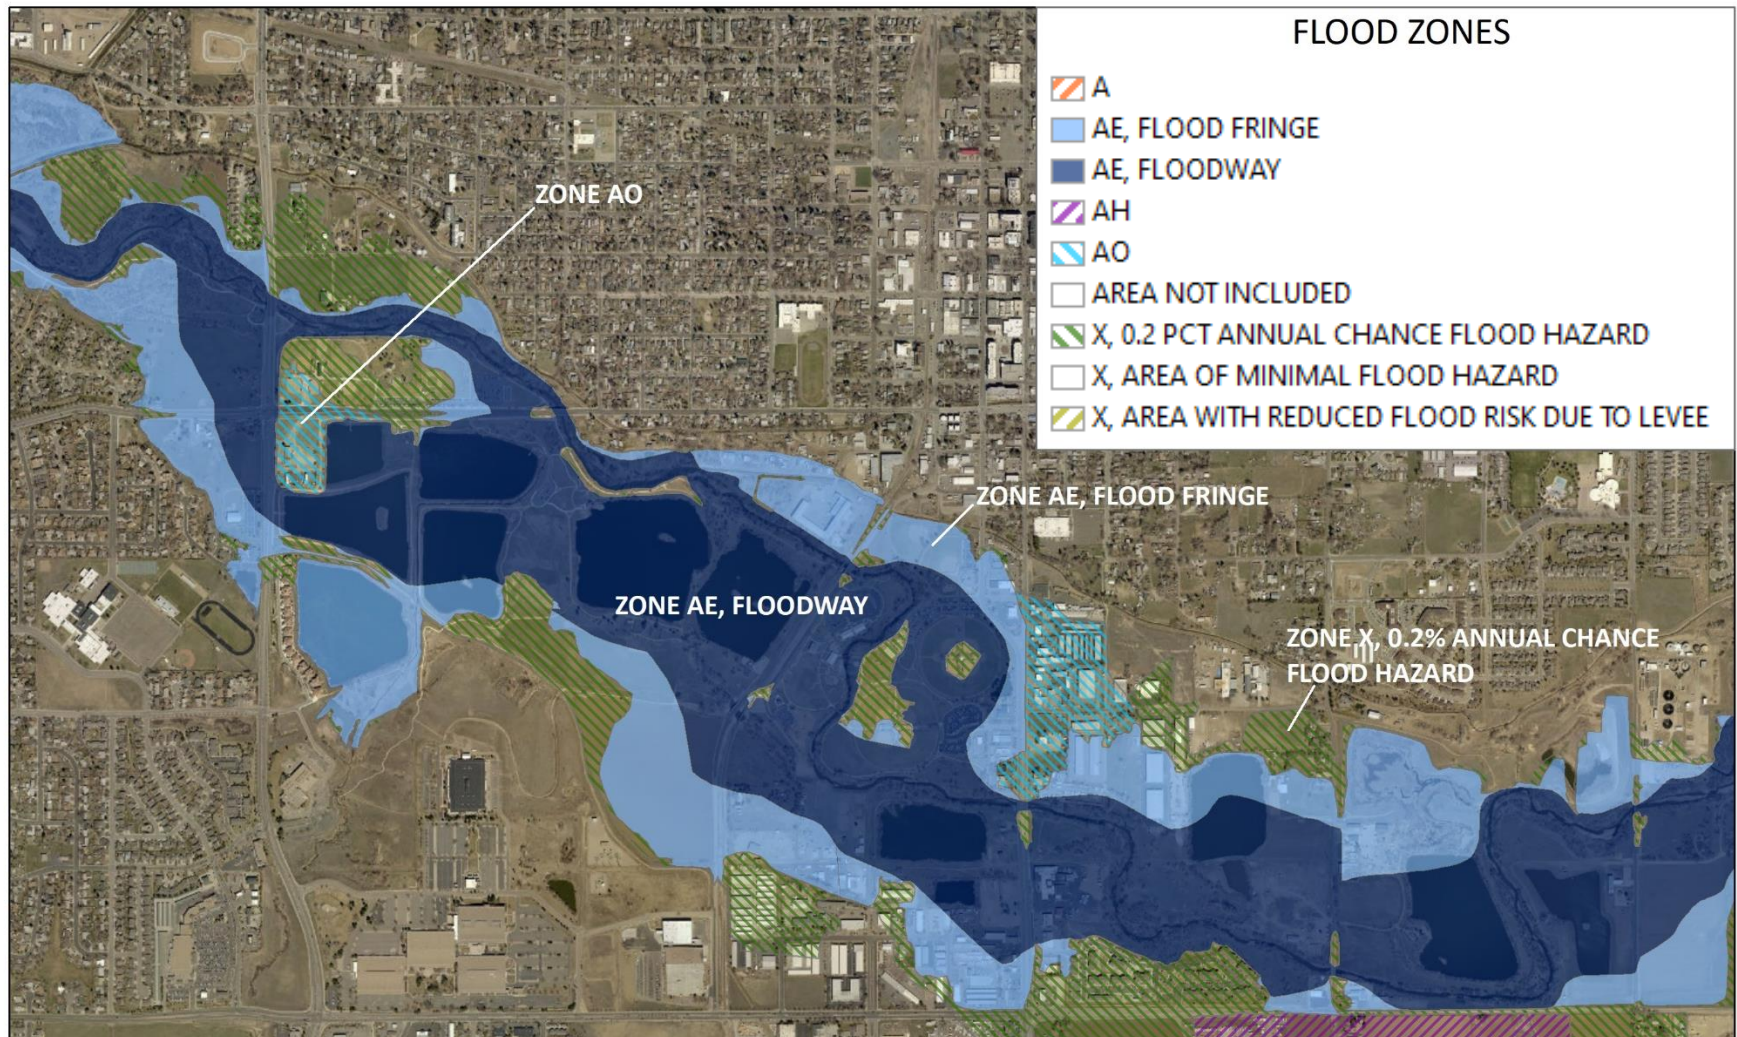 FLOOD ZONES
A
AE, FLOOD FRINGE
AE, FLOODWAY
AH
AO
AREA NOT INCLUDED
X, 0.2 PCT ANNUAL CHANCE FLOOD HAZARD
X, AREA OF MINIMAL FLOOD HAZARD
X, AREA WITH REDUCED FLOOD RISK DUE TO LEVEE
ZONE AO
ZONE AE, FLOOD FRINGE
ZONE AE, FLOODWAY
ZONE X, 0.2% ANNUAL CHANCE
FLOOD HAZARD